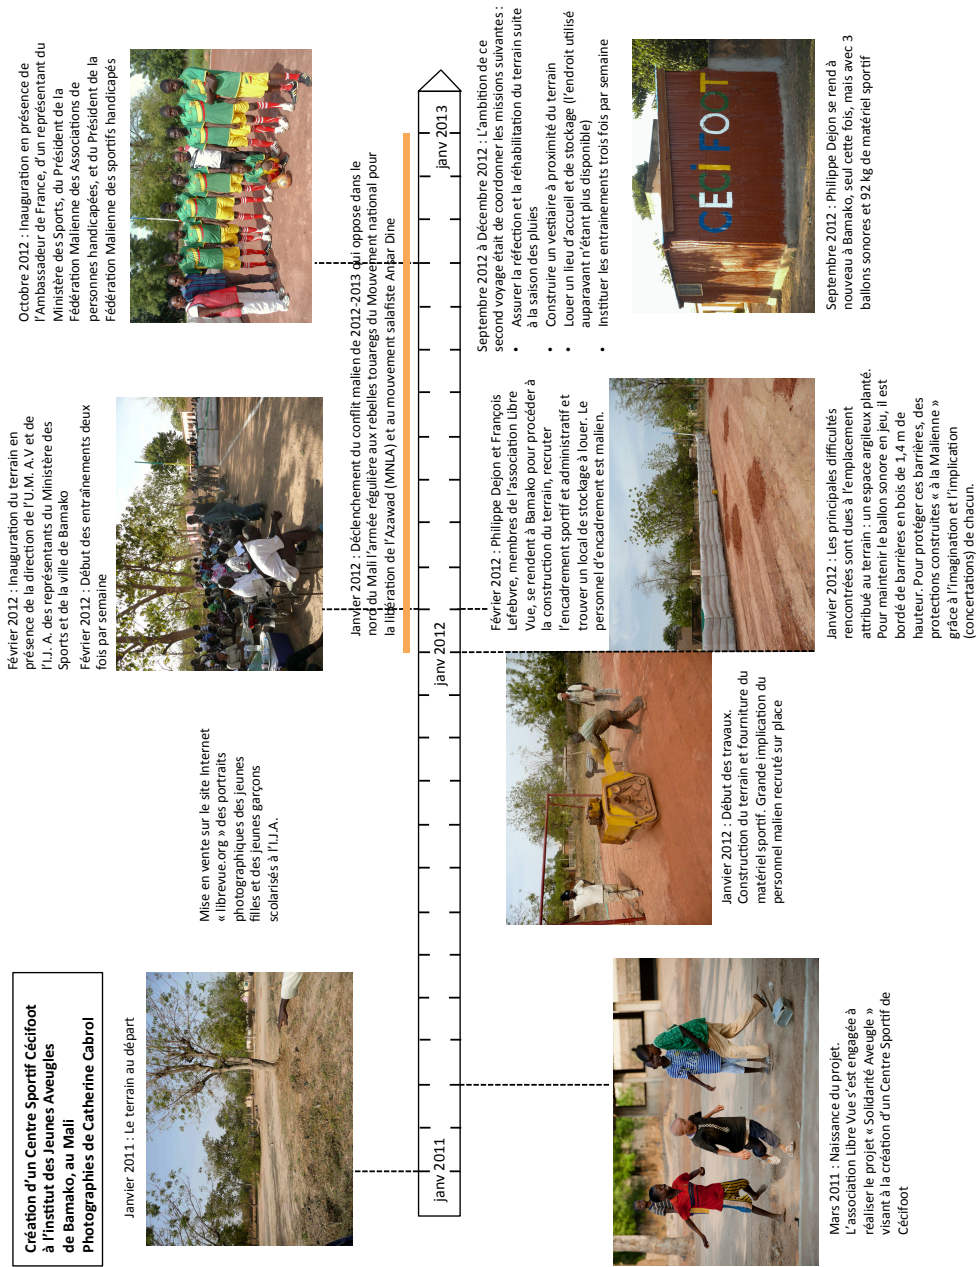 Création d'un Centre Sportif Cécifoot
à l'institut des Jeunes Aveugles
de Bamako, au Mali
Photographies de Catherine Cabrol
Janvier 2011 : Le terrain au départ
Mise en vente sur le site Internet
« librevue.org » des portraits
photographiques des jeunes
filles et des jeunes garçons
scolarisés à l'I.J.A.
Février 2012 : Inauguration du terrain en
présence de la direction de l'U.M. A.V et de
l'I.J. A. des représentants du Ministère des
Sports et de la ville de Bamako
Février 2012 : Début des entraînements deux
fois par semaine
Octobre 2012 : Inauguration en présence de
l'Ambassadeur de France, d'un représentant du
Ministère des Sports, du Président de la
Fédération Malienne des Associations de
personnes handicapées, et du Président de la
Fédération Malienne des sportifs handicapés
Janvier 2012 : Déclenchement du conflit malien de 2012-2013 qui oppose dans le
nord du Mali l'armée régulière aux rebelles touaregs du Mouvement national pour
la libération de l'Azawad (MNLA) et au mouvement salafiste Ansar Dine
janv 2011
janv 2012
janv 2013
Mars 2011 : Naissance du projet.
L'association Libre Vue s'est engagée à
réaliser le projet « Solidarité Aveugle »
visant à la création d'un Centre Sportif de
Cécifoot
Janvier 2012 : Début des travaux.
Construction du terrain et fourniture du
matériel sportif. Grande implication du
personnel malien recruté sur place
Février 2012 : Philippe Dejon et François
Lefebvre, membres de l'association Libre
Vue, se rendent à Bamako pour procéder à
la construction du terrain, recruter
l'encadrement sportif et administratif et
trouver un local de stockage à louer. Le
personnel d'encadrement est malien.
Janvier 2012 : Les principales difficultés
rencontrées sont dues à l'emplacement
attribué au terrain : un espace argileux planté.
Pour maintenir le ballon sonore en jeu, il est
bordé de barrières en bois de 1,4 m de
hauteur. Pour protéger ces barrières, des
protections construites « à la Malienne »
grâce à l'imagination et l'implication
(concertations) de chacun.
Septembre 2012 à Décembre 2012 : L'ambition de ce
second voyage était de coordonner les missions suivantes :
• Assurer la réfection et la réhabilitation du terrain suite
à la saison des pluies
• Construire un vestiaire à proximité du terrain
• Louer un lieu d'accueil et de stockage (l'endroit utilisé
auparavant n'étant plus disponible)
• Instituer les entrainements trois fois par semaine
CECI FOOT
Septembre 2012 : Philippe Dejon se rend à
nouveau à Bamako, seul cette fois, mais avec 3
ballons sonores et 92 kg de matériel sportif